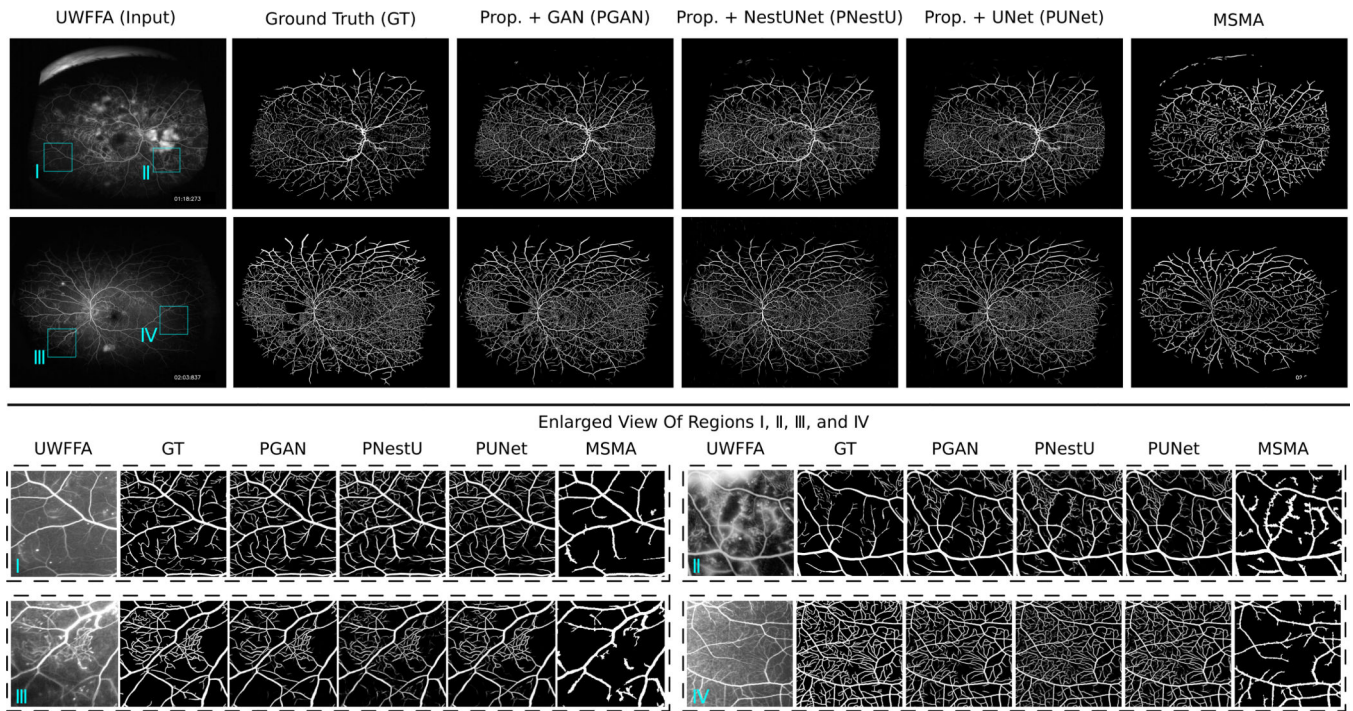 UWFFA (Input) Ground Truth (GT) Prop. + GAN (PGAN) Prop. + NestUNet (PNestU) Prop. + UNet (PUNet) MSMA
Ⅰ Ⅱ
01:18:273
Ⅲ Ⅳ
02:03:837
Enlarged View Of Regions Ⅰ, Ⅱ, Ⅲ, and Ⅳ
UWFFA GT PGAN PNestU PUNet MSMA UWFFA GT PGAN PNestU PUNet MSMA
Ⅰ Ⅱ
Ⅲ Ⅳ